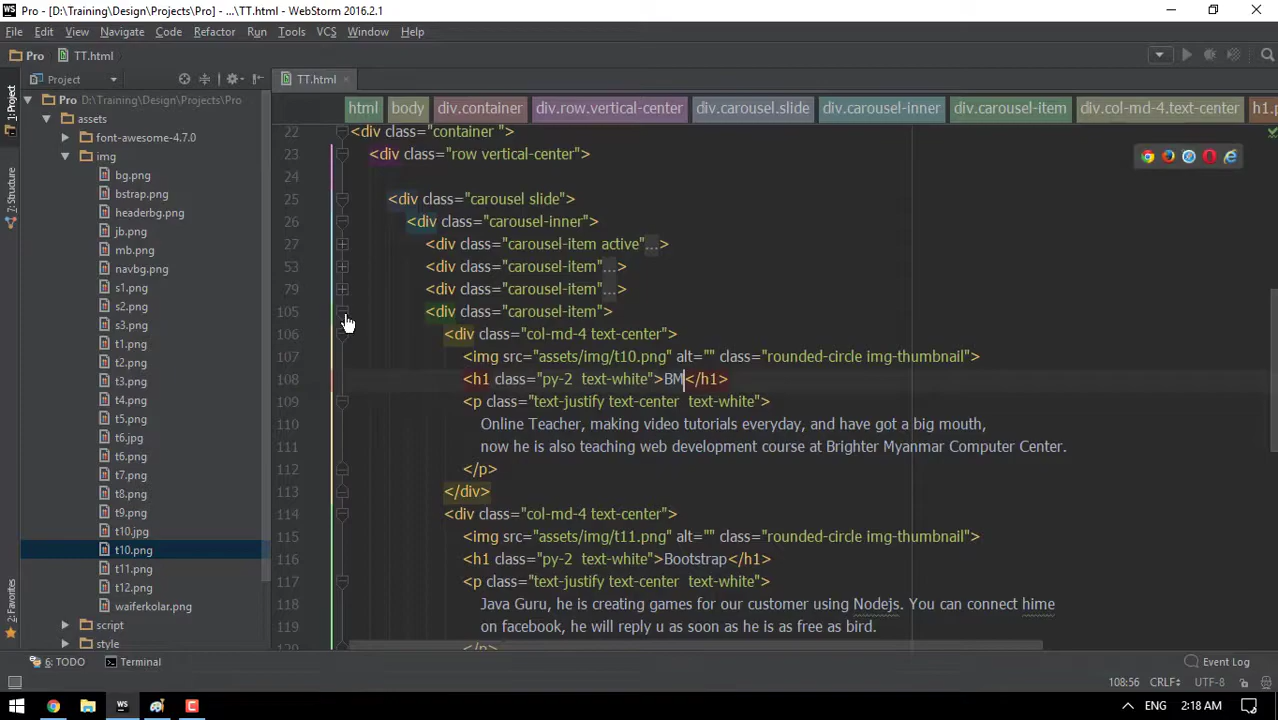 Pro - [D:\Training\Design\Projects\Pro] - ...\TT.html - WebStorm 2016.2.1
File Edit View Navigate Code Refactor Run Tools VCS Window Help
Pro TT.html
Project TT.html
1: Project
7: Structure
2: Favorites
Pro D:\Training\Design\Projects\Pro
assets
font-awesome-4.7.0
img
bg.png
bstrap.png
headerbg.png
jb.png
mb.png
navbg.png
s1.png
s2.png
s3.png
t1.png
t2.png
t3.png
t4.png
t5.png
t6.jpg
t6.png
t7.png
t8.png
t9.png
t10.jpg
t10.png
t11.png
t12.png
waiferkolar.png
script
style
html body div.container div.row.vertical-center div.carousel.slide div.carousel-inner div.carousel-item div.col-md-4.text-center h1.p
22 <div class="container ">
23 <div class="row vertical-center">
24
25 <div class="carousel slide">
26 <div class="carousel-inner">
27 <div class="carousel-item active"...>
53 <div class="carousel-item"...>
79 <div class="carousel-item"...>
105 <div class="carousel-item">
106 <div class="col-md-4 text-center">
107 <img src="assets/img/t10.png" alt="" class="rounded-circle img-thumbnail">
108 <h1 class="py-2  text-white">BM</h1>
109 <p class="text-justify text-center  text-white">
110 Online Teacher, making video tutorials everyday, and have got a big mouth,
111 now he is also teaching web development course at Brighter Myanmar Computer Center.
112 </p>
113 </div>
114 <div class="col-md-4 text-center">
115 <img src="assets/img/t11.png" alt="" class="rounded-circle img-thumbnail">
116 <h1 class="py-2  text-white">Bootstrap</h1>
117 <p class="text-justify text-center  text-white">
118 Java Guru, he is creating games for our customer using Nodejs. You can connect hime
119 on facebook, he will reply u as soon as he is as free as bird.
</p>
6: TODO Terminal Event Log
108:56 CRLF UTF-8
ENG 2:18 AM